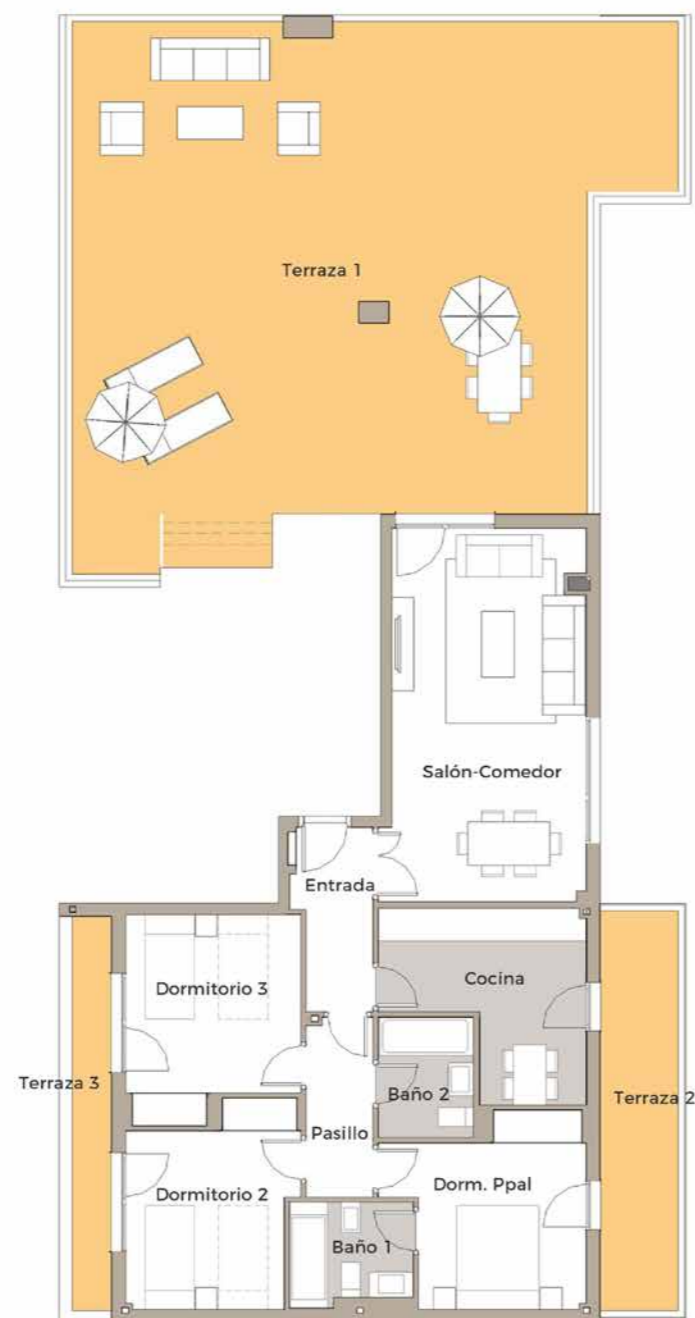 Terraza 1
Salón-Comedor
Entrada
Cocina
Dormitorio 3
Terraza 3
Baño 2
Terraza 2
Pasillo
Dormitorio 2
Dorm. Ppal
Baño 1